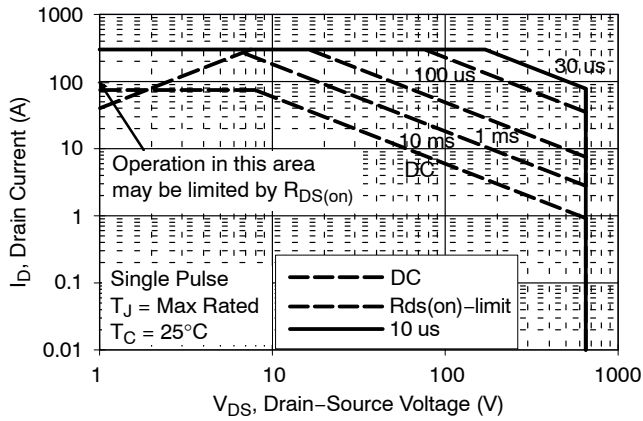 1000
100
10
1
0.1
0.01
I_D, Drain Current (A)
30 us
100 us
1 ms
10 ms
DC
Operation in this area
may be limited by R_DS(on)
Single Pulse
T_J = Max Rated
T_C = 25°C
DC
Rds(on)−limit
10 us
1
10
100
1000
V_DS, Drain−Source Voltage (V)